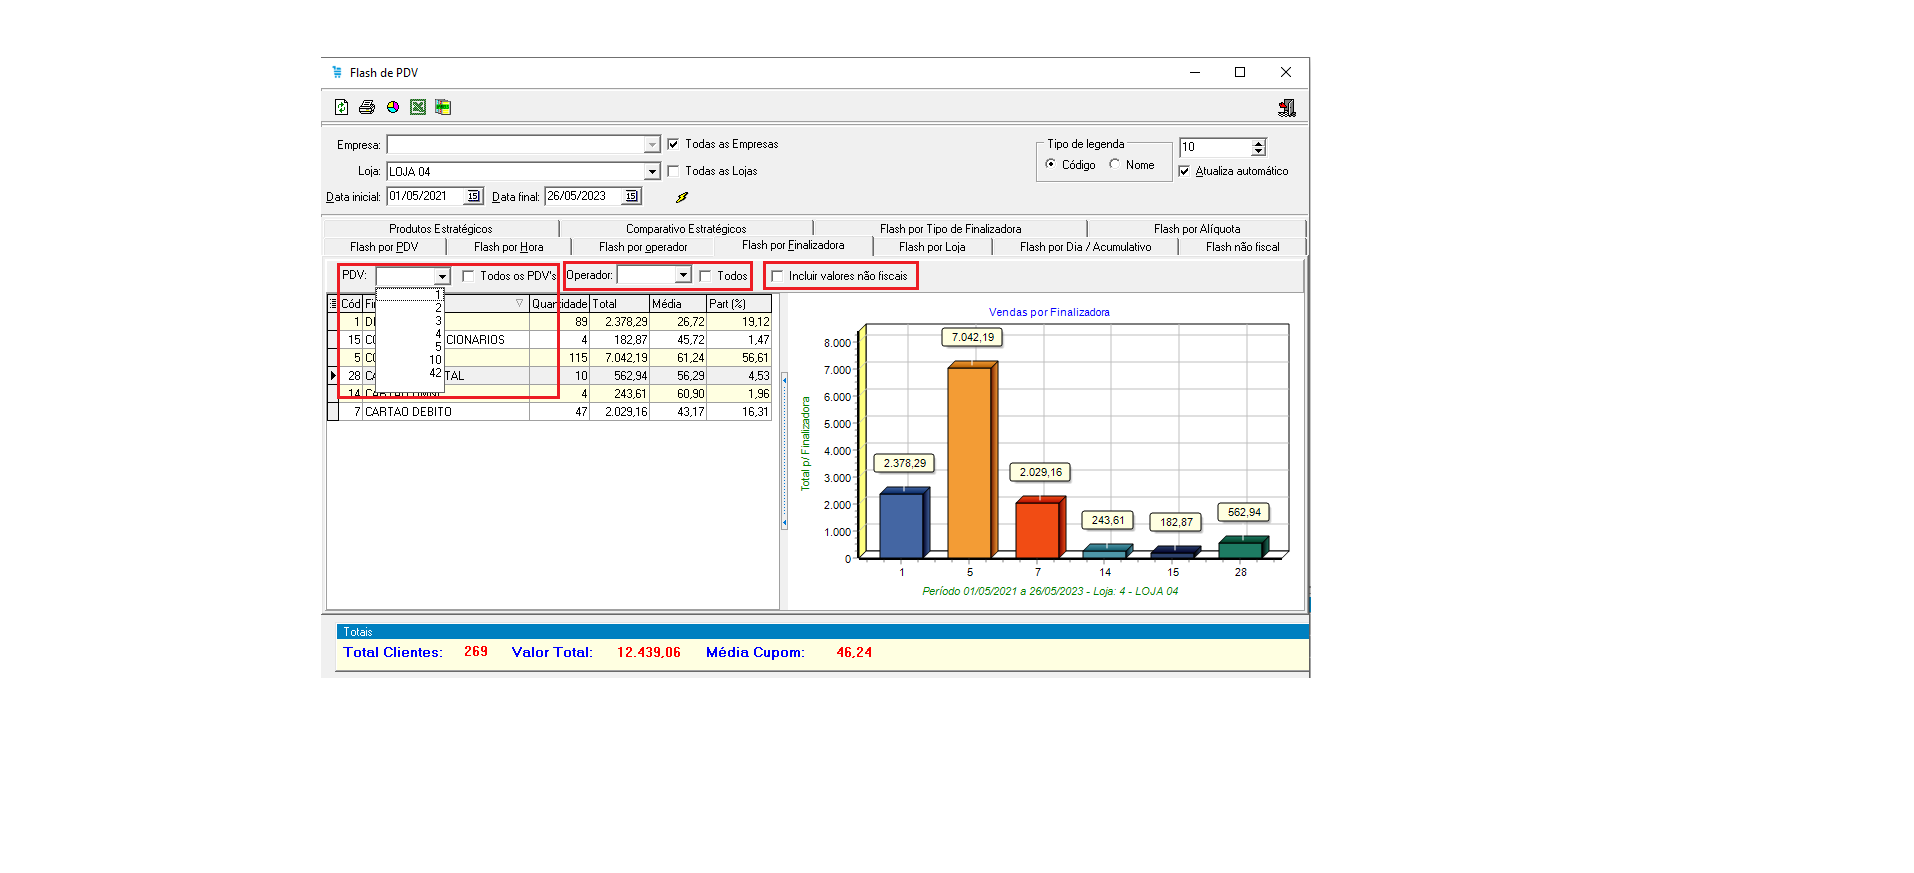 Flash de PDV
Empresa: Todas as Empresas
Loja: LOJA 04 Todas as Lojas
Data inicial: 01/05/2021 15 Data final: 26/05/2023 15
Tipo de legenda
Código Nome
10
Atualiza automático
Produtos Estratégicos Comparativo Estratégicos Flash por Tipo de Finalizadora Flash por Alíquota
Flash por PDV Flash por Hora Flash por operador Flash por Finalizadora Flash por Loja Flash por Dia / Acumulativo Flash não fiscal
PDV: Todos os PDV's Operador: Todos Incluir valores não fiscais
1
2
3
4
5
10
42
Cód Quantidade Total Média Part (%)
1 89 2.378,29 26,72 19,12
15 CIONARIOS 4 182,87 45,72 1,47
5 115 7.042,19 61,24 56,61
28 TAL 10 562,94 56,29 4,53
14 4 243,61 60,90 1,96
7 CARTAO DEBITO 47 2.029,16 43,17 16,31
Vendas por Finalizadora
Total p/ Finalizadora
8.000
7.000
6.000
5.000
4.000
3.000
2.000
1.000
0
2.378,29
7.042,19
2.029,16
243,61
182,87
562,94
1 5 7 14 15 28
Período 01/05/2021 a 26/05/2023 - Loja: 4 - LOJA 04
Totais
Total Clientes: 269 Valor Total: 12.439,06 Média Cupom: 46,24